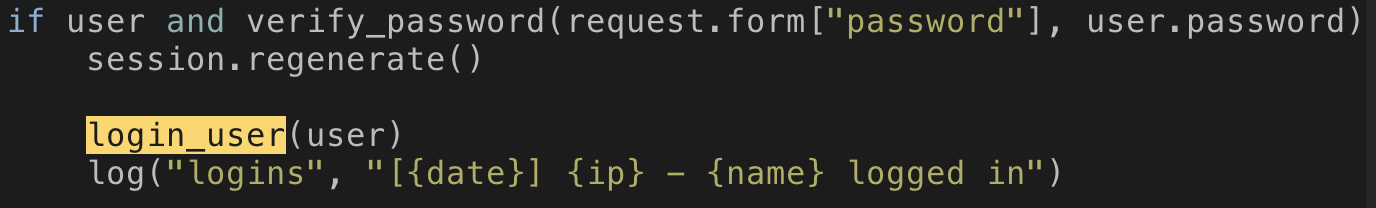 if user and verify_password(request.form["password"], user.password)
    session.regenerate()

    login_user(user)
    log("logins", "[{date}] {ip} - {name} logged in")